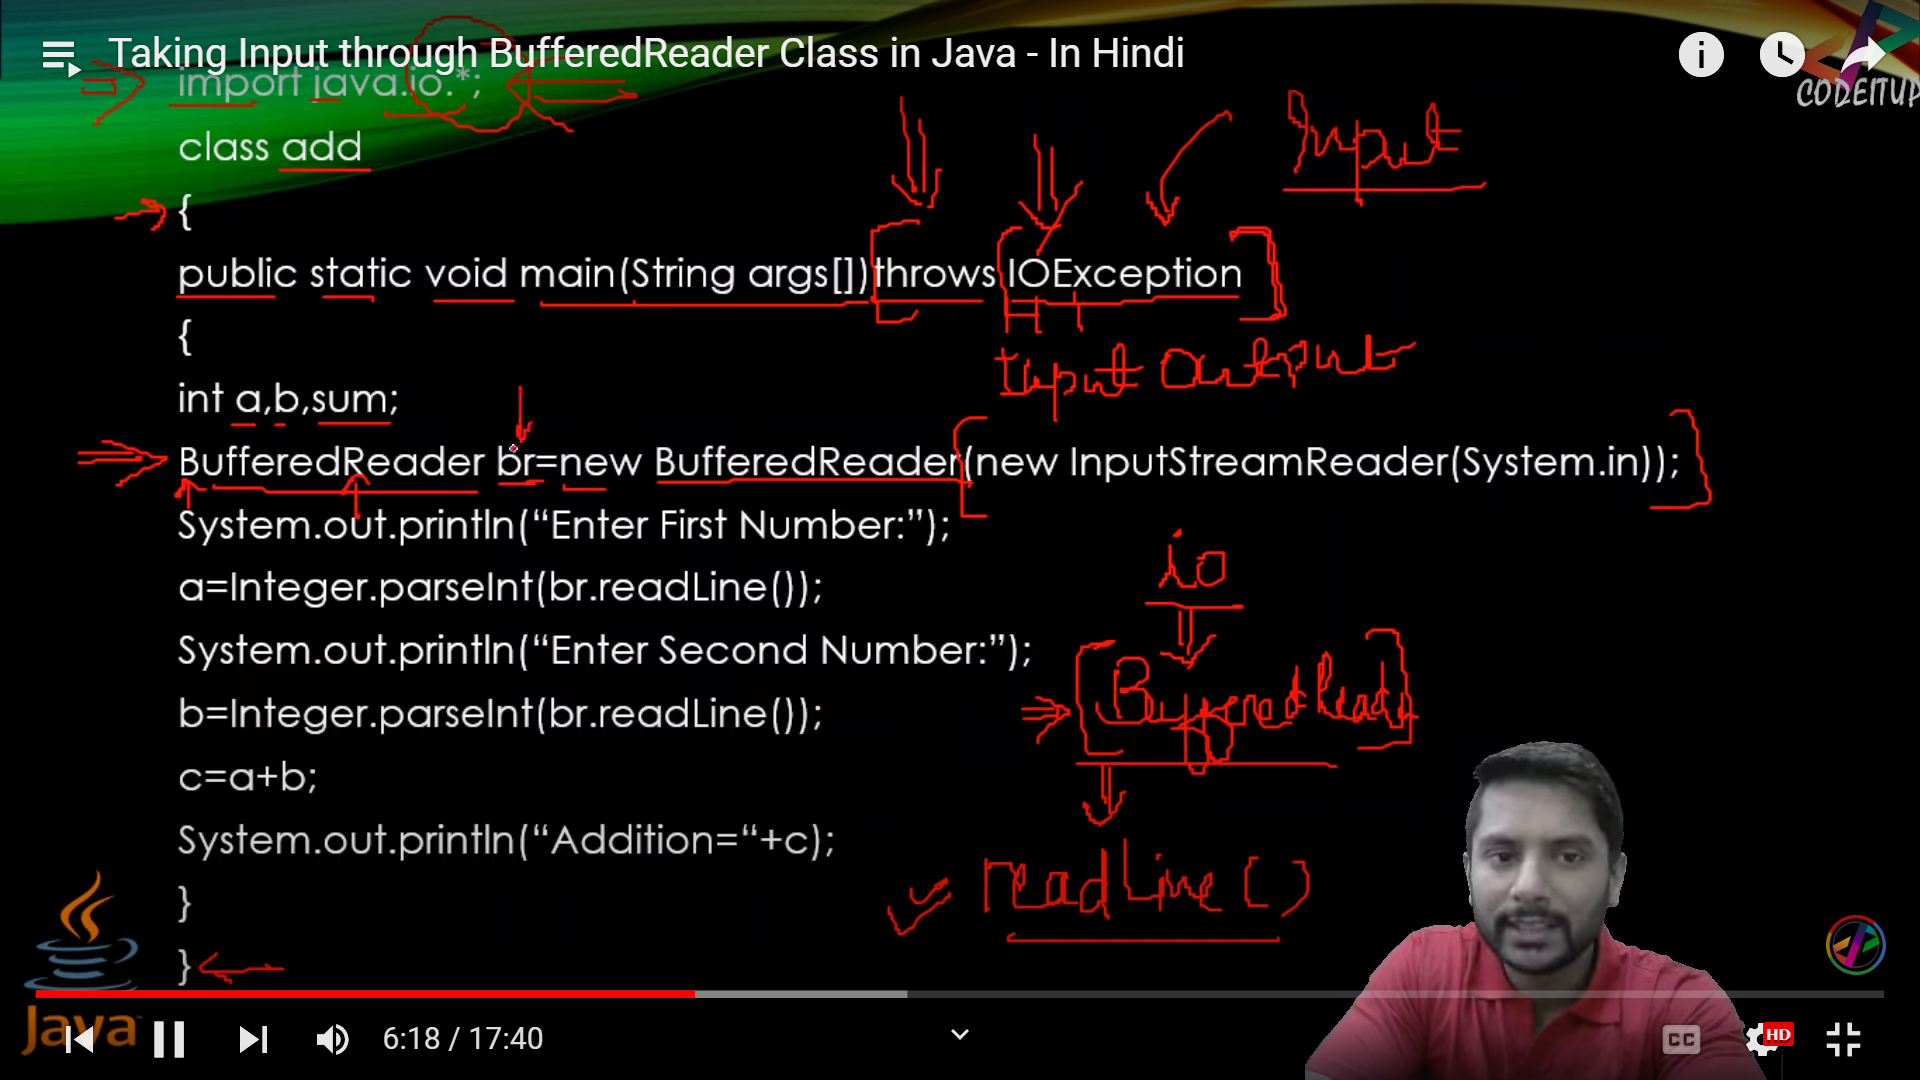 Taking Input through BufferedReader Class in Java - In Hindi
import java.io.*;
CODEITUP
class add
Input
{
public static void main(String args[])throws IOException
{
Input Output
int a,b,sum;
BufferedReader br=new BufferedReader(new InputStreamReader(System.in));
System.out.println(“Enter First Number:”);
io
a=Integer.parseInt(br.readLine());
System.out.println(“Enter Second Number:”);
BufferedReader
b=Integer.parseInt(br.readLine());
c=a+b;
System.out.println(“Addition=“+c);
readLine()
}
}
Java
6:18 / 17:40
CC
HD